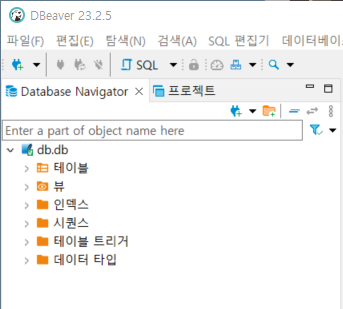 DBeaver 23.2.5
파일(F) 편집(E) 탐색(N) 검색(A) SQL 편집기 데이터베이
SQL
Database Navigator 프로젝트
Enter a part of object name here
db.db
테이블
뷰
인덱스
시퀀스
테이블 트리거
데이터 타입